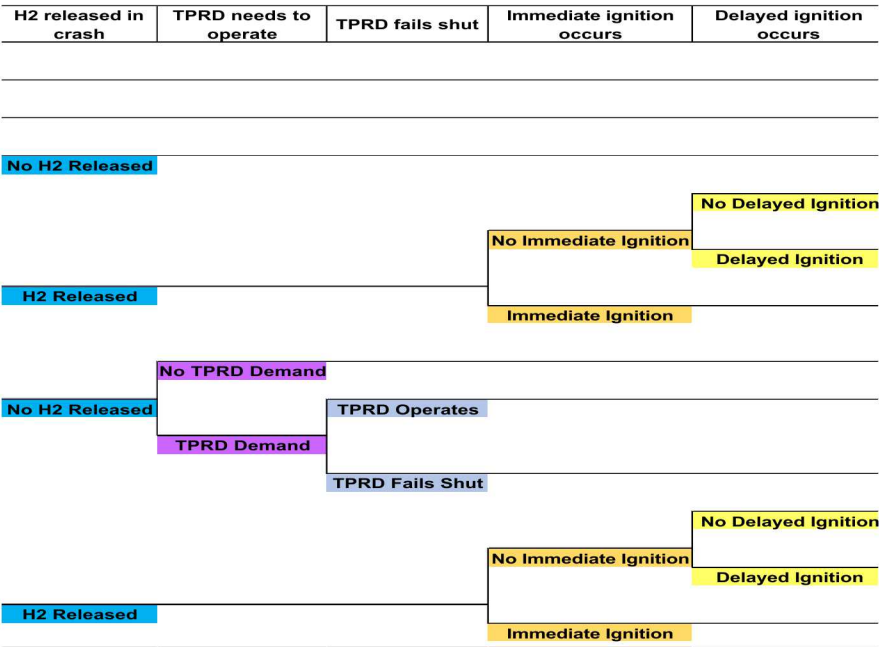 H2 released in crash
TPRD needs to operate
TPRD fails shut
Immediate ignition occurs
Delayed ignition occurs
No H2 Released
No Delayed Ignition
No Immediate Ignition
Delayed Ignition
H2 Released
Immediate Ignition
No TPRD Demand
No H2 Released
TPRD Operates
TPRD Demand
TPRD Fails Shut
No Delayed Ignition
No Immediate Ignition
Delayed Ignition
H2 Released
Immediate Ignition